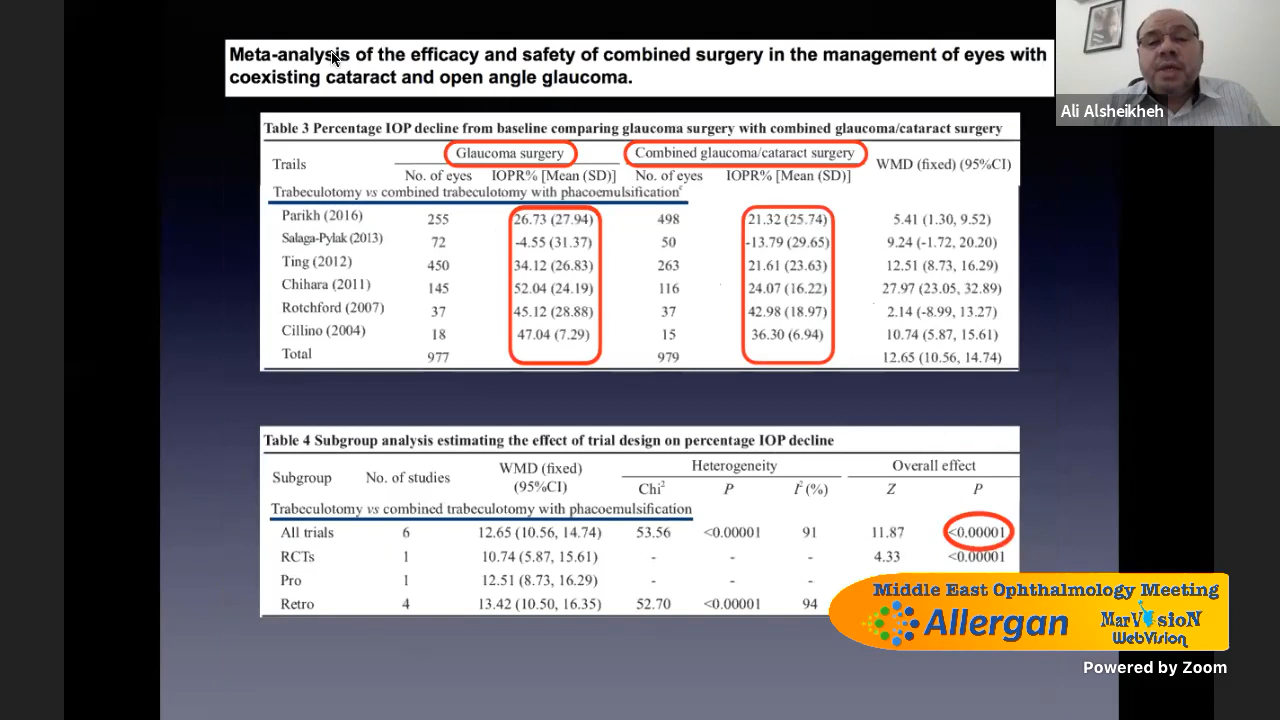 Meta-analysis of the efficacy and safety of combined surgery in the management of eyes with
coexisting cataract and open angle glaucoma.
Ali Alsheikheh
Table 3 Percentage IOP decline from baseline comparing glaucoma surgery with combined glaucoma/cataract surgery
Trails Glaucoma surgery Combined glaucoma/cataract surgery WMD (fixed) (95%CI)
No. of eyes IOPR% [Mean (SD)] No. of eyes IOPR% [Mean (SD)]
Trabeculotomy vs combined trabeculotomy with phacoemulsification
Parikh (2016) 255 26.73 (27.94) 498 21.32 (25.74) 5.41 (1.30, 9.52)
Salaga-Pylak (2013) 72 -4.55 (31.37) 50 -13.79 (29.65) 9.24 (-1.72, 20.20)
Ting (2012) 450 34.12 (26.83) 263 21.61 (23.63) 12.51 (8.73, 16.29)
Chihara (2011) 145 52.04 (24.19) 116 24.07 (16.22) 27.97 (23.05, 32.89)
Rotchford (2007) 37 45.12 (28.88) 37 42.98 (18.97) 2.14 (-8.99, 13.27)
Cillino (2004) 18 47.04 (7.29) 15 36.30 (6.94) 10.74 (5.87, 15.61)
Total 977 979 12.65 (10.56, 14.74)
Table 4 Subgroup analysis estimating the effect of trial design on percentage IOP decline
Subgroup No. of studies WMD (fixed) (95%CI) Heterogeneity Overall effect
Chi² P I² (%) Z P
Trabeculotomy vs combined trabeculotomy with phacoemulsification
All trials 6 12.65 (10.56, 14.74) 53.56 <0.00001 91 11.87 <0.00001
RCTs 1 10.74 (5.87, 15.61) - - - 4.33 <0.00001
Pro 1 12.51 (8.73, 16.29) - - -
Retro 4 13.42 (10.50, 16.35) 52.70 <0.00001 94
Middle East Ophthalmology Meeting
Allergan
MarVisioN
WebVision
Powered by Zoom